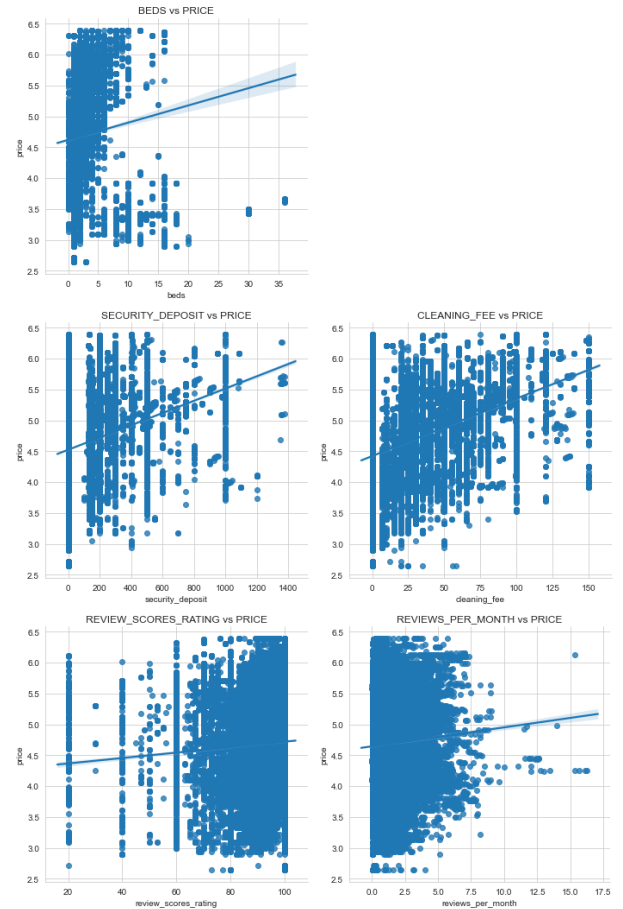 BEDS vs PRICE
6.5
6.0
5.5
5.0
4.5
4.0
3.5
3.0
2.5
price
0 5 10 15 20 25 30 35
beds
SECURITY_DEPOSIT vs PRICE
6.5
6.0
5.5
5.0
4.5
4.0
3.5
3.0
2.5
price
0 200 400 600 800 1000 1200 1400
security_deposit
CLEANING_FEE vs PRICE
6.5
6.0
5.5
5.0
4.5
4.0
3.5
3.0
2.5
price
0 25 50 75 100 125 150
cleaning_fee
REVIEW_SCORES_RATING vs PRICE
6.5
6.0
5.5
5.0
4.5
4.0
3.5
3.0
2.5
price
20 40 60 80 100
review_scores_rating
REVIEWS_PER_MONTH vs PRICE
6.5
6.0
5.5
5.0
4.5
4.0
3.5
3.0
2.5
price
0.0 2.5 5.0 7.5 10.0 12.5 15.0 17.5
reviews_per_month